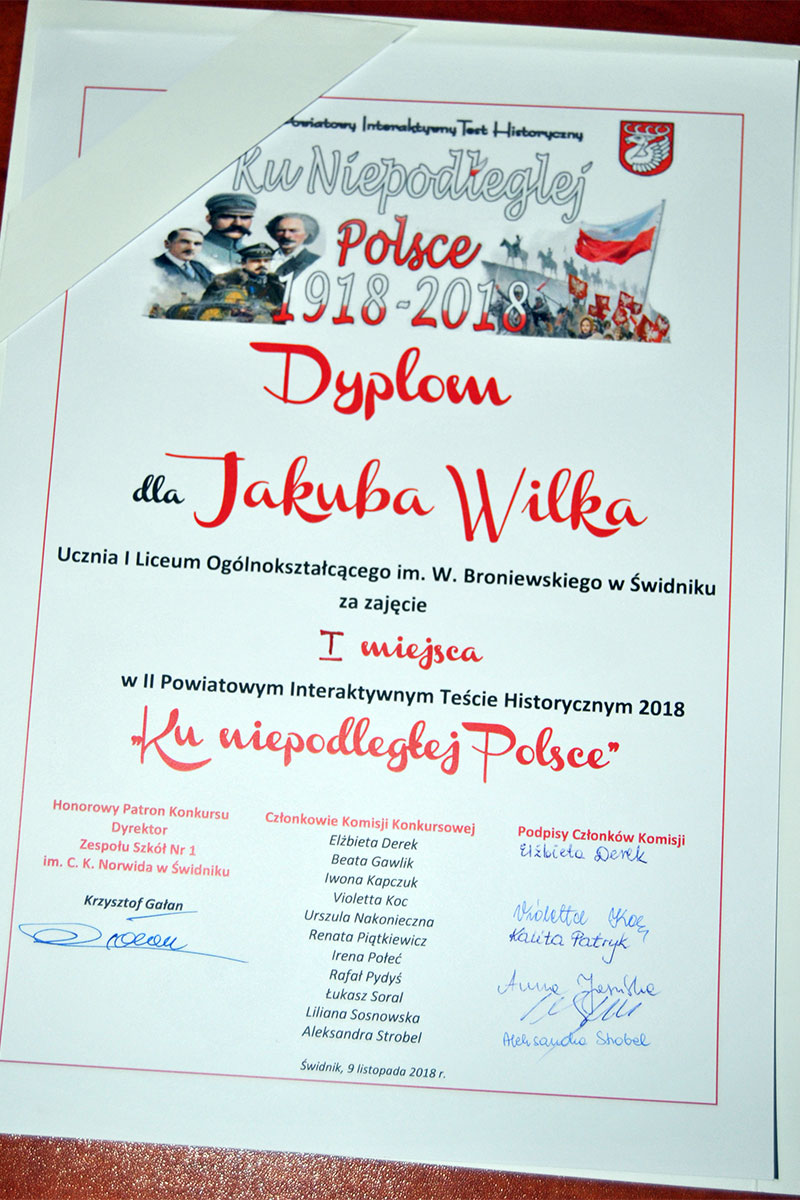 Powiatowy Interaktywny Test Historyczny
Ku Niepodległej
Polsce
1918-2018
Dyplom
dla Jakuba Wilka
Ucznia I Liceum Ogólnokształcącego im. W. Broniewskiego w Świdniku
za zajęcie
I miejsca
w II Powiatowym Interaktywnym Teście Historycznym 2018
„Ku niepodległej Polsce”
Honorowy Patron Konkursu
Dyrektor
Zespołu Szkół Nr 1
im. C. K. Norwida w Świdniku
Krzysztof Gałan
Członkowie Komisji Konkursowej
Elżbieta Derek
Beata Gawlik
Iwona Kapczuk
Violetta Koc
Urszula Nakonieczna
Renata Piątkiewicz
Irena Połeć
Rafał Pydyś
Łukasz Soral
Liliana Sosnowska
Aleksandra Strobel
Podpisy Członków Komisji
Elżbieta Derek
Violetta Koc
Kalita Patryk
Anna
Aleksandra Strobel
Świdnik, 9 listopada 2018 r.